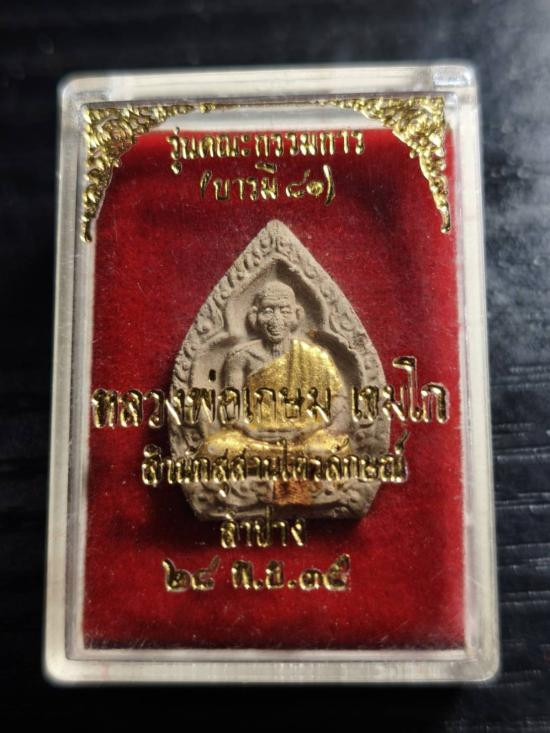 รุ่นคณะกรรมการ
(บารมี ๘๑)
หลวงพ่อเกษม เขมโก
สำนักสุสานไตรลักษณ์
ลำปาง
๒๘ พ.ย.๓๕